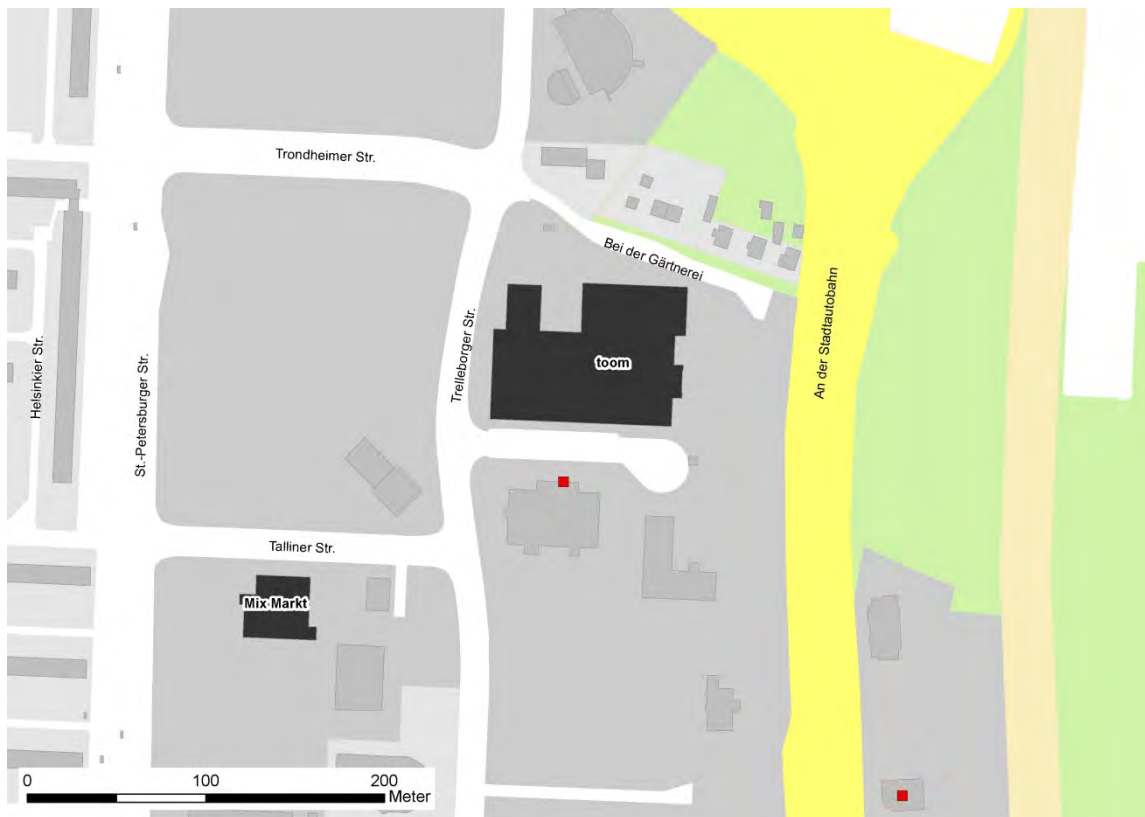 Trondheimer Str.
Bei der Gärtnerei
An der Stadtautobahn
Trelleborger Str.
toom
Helsinkier Str.
St.-Petersburger Str.
Talliner Str.
Mix Markt
0 100 200
Meter